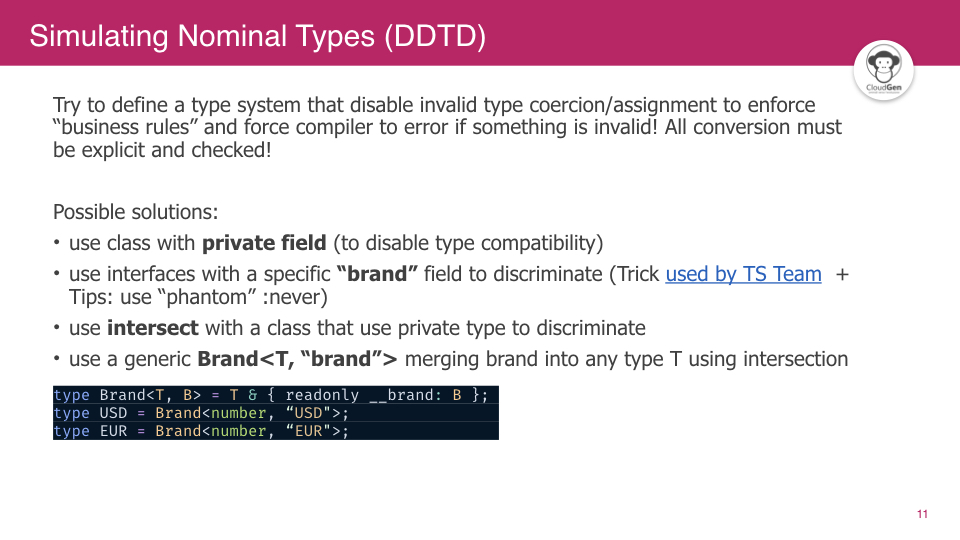 Simulating Nominal Types (DDTD)
CloudGen
Try to define a type system that disable invalid type coercion/assignment to enforce
“business rules” and force compiler to error if something is invalid! All conversion must
be explicit and checked!
Possible solutions:
• use class with private field (to disable type compatibility)
• use interfaces with a specific “brand” field to discriminate (Trick used by TS Team +
Tips: use “phantom” :never)
• use intersect with a class that use private type to discriminate
• use a generic Brand<T, “brand”> merging brand into any type T using intersection
type Brand<T, B> = T & { readonly __brand: B };
type USD = Brand<number, “USD">;
type EUR = Brand<number, “EUR">;
11